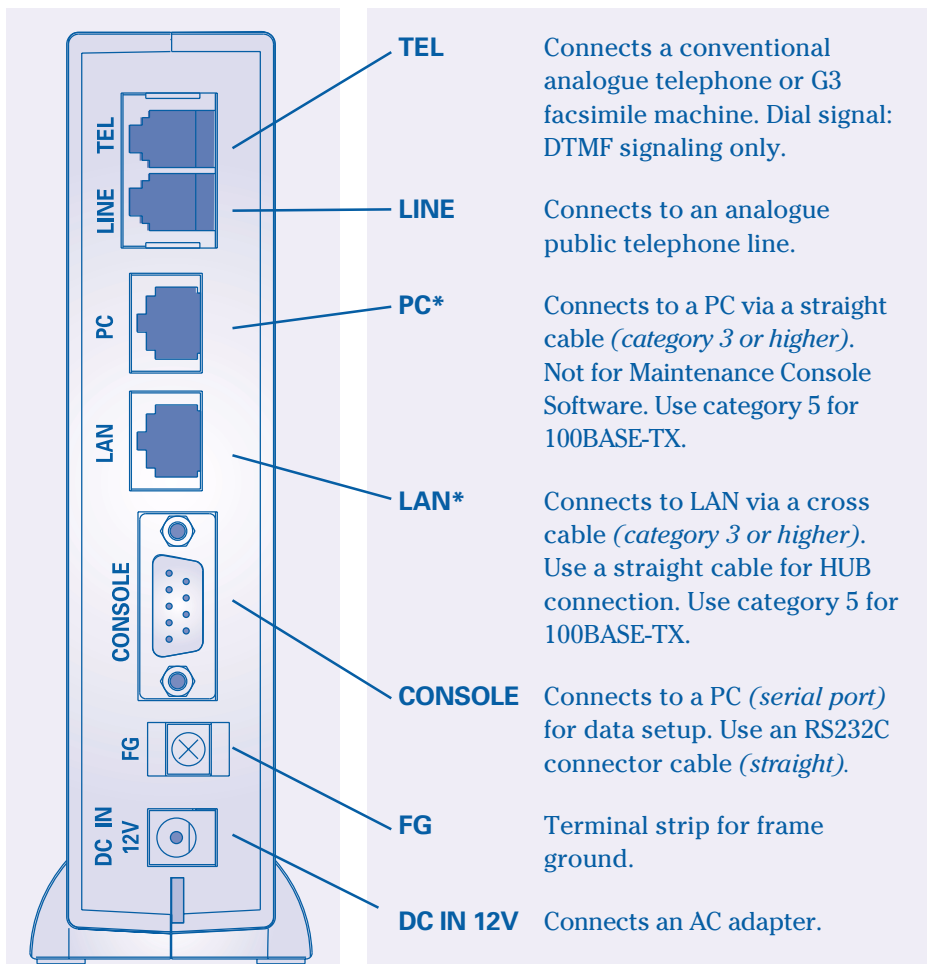 TEL
LINE
PC
LAN
CONSOLE
FG
DC IN
12V
TEL
Connects a conventional
analogue telephone or G3
facsimile machine. Dial signal:
DTMF signaling only.
LINE
Connects to an analogue
public telephone line.
PC*
Connects to a PC via a straight
cable (category 3 or higher).
Not for Maintenance Console
Software. Use category 5 for
100BASE-TX.
LAN*
Connects to LAN via a cross
cable (category 3 or higher).
Use a straight cable for HUB
connection. Use category 5 for
100BASE-TX.
CONSOLE
Connects to a PC (serial port)
for data setup. Use an RS232C
connector cable (straight).
FG
Terminal strip for frame
ground.
DC IN 12V
Connects an AC adapter.